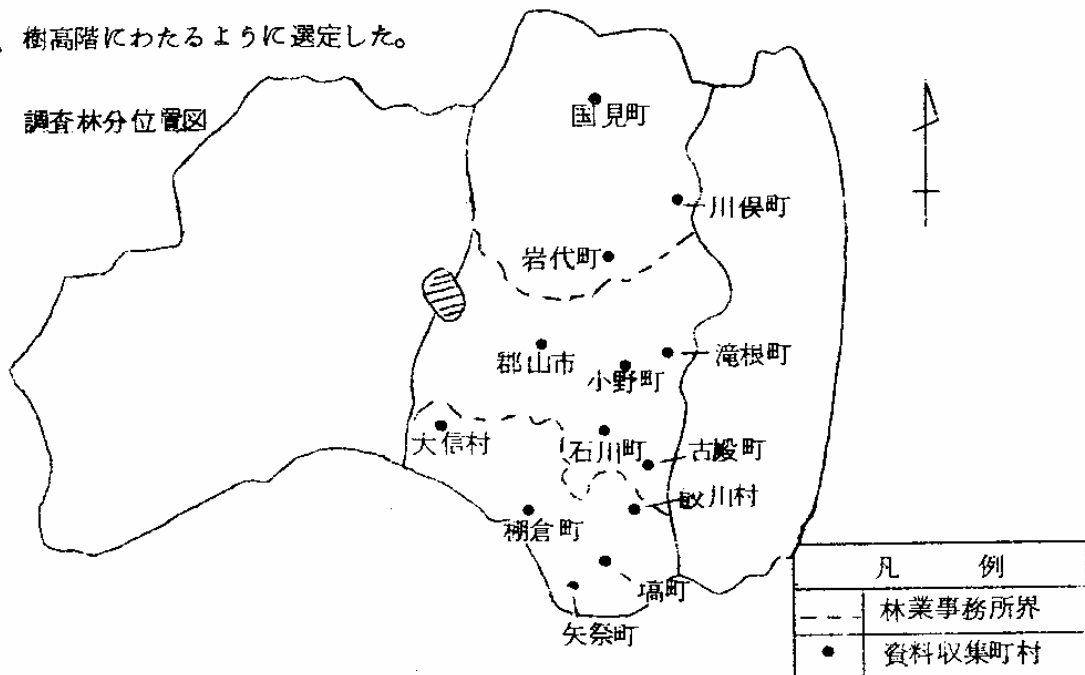 樹高階にわたるように選定した。
調査林分位置図
国見町
川俣町
岩代町
郡山市
小野町
滝根町
大信村
石川町
古殿町
鮫川村
棚倉町
塙町
矢祭町
凡 例
林業事務所界
資料収集町村